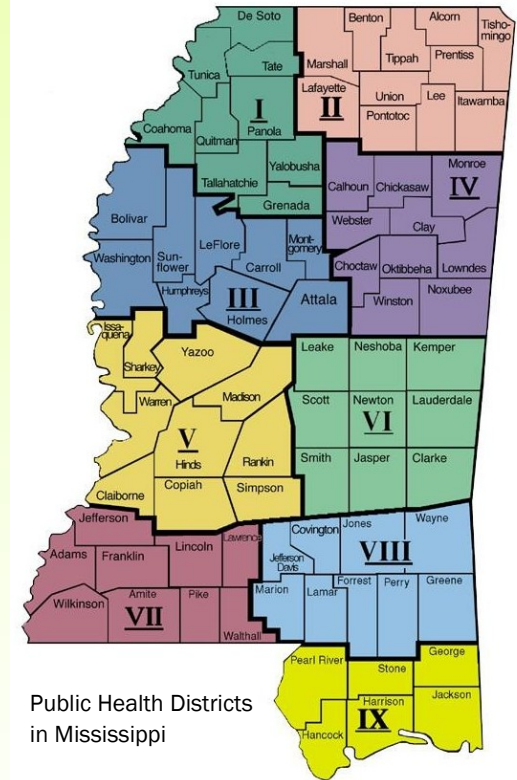 De Soto
Benton
Alcorn
Tisho-
mingo
Tate
Tunica
Marshall
Tippah
Prentiss
Lafayette
I
II
Union
Lee
Itawamba
Coahoma
Quitman
Panola
Pontotoc
Yalobusha
Tallahatchie
Grenada
Calhoun
Chickasaw
Monroe
IV
Bolivar
LeFlore
Mont-
gomery
Webster
Clay
Washington
Sun-
flower
Carroll
Choctaw
Oktibbeha
Lowndes
Humphreys
III
Holmes
Attala
Winston
Noxubee
Issa-
quena
Sharkey
Yazoo
Leake
Neshoba
Kemper
Warren
Madison
Scott
Newton
Lauderdale
V
VI
Hinds
Rankin
Smith
Jasper
Clarke
Claiborne
Copiah
Simpson
Jefferson
Lawrence
Covington
Jones
Wayne
Adams
Franklin
Lincoln
Jefferson
Davis
VIII
Wilkinson
Amite
Pike
Marion
Lamar
Forrest
Perry
Greene
VII
Walthall
Pearl River
Stone
George
Harrison
Jackson
Hancock
IX
Public Health Districts
in Mississippi